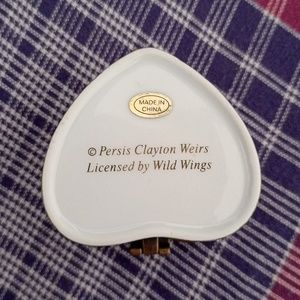 MADE IN
CHINA
© Persis Clayton Weirs
Licensed by Wild Wings